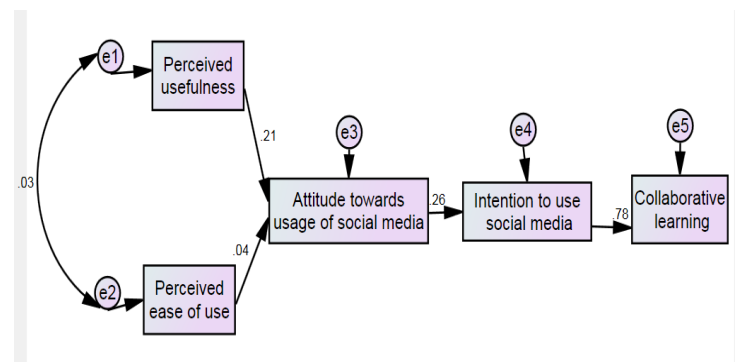 e1
Perceived
usefulness
.21
e3
e4
e5
.03
Attitude towards
usage of social media
.26
Intention to use
social media
.78
Collaborative
learning
.04
e2
Perceived
ease of use